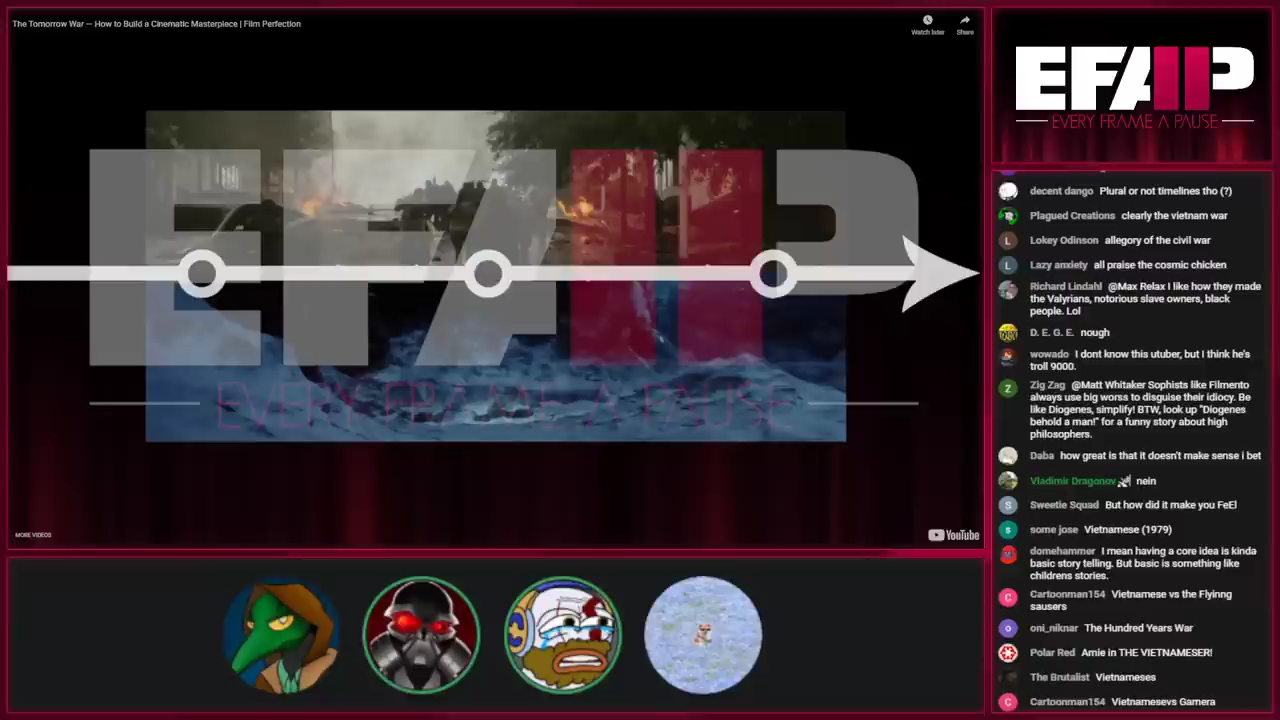 The Tomorrow War — How to Build a Cinematic Masterpiece | Film Perfection
Watch later
Share
EFAP
EVERY FRAME A PAUSE
MORE VIDEOS
YouTube
EFAP
EVERY FRAME A PAUSE
decent dango Plural or not timelines tho (?)
Plagued Creations clearly the vietnam war
L Lokey Odinson allegory of the civil war
L Lazy anxiety all praise the cosmic chicken
Richard Lindahl @Max Relax I like how they made
the Valyrians, notorious slave owners, black
people. Lol
D. E. G. E. nough
wowado I dont know this utuber, but I think he's
troll 9000.
Z Zig Zag @Matt Whitaker Sophists like Filmento
always use big worss to disguise their idiocy. Be
like Diogenes, simplify! BTW, look up "Diogenes
behold a man!" for a funny story about high
philosophers.
Daba how great is that it doesn't make sense i bet
Vladimir Dragonov nein
S Sweetie Squad But how did it make you FeEl
s some jose Vietnamese (1979)
domehammer I mean having a core idea is kinda
basic story telling. But basic is something like
childrens stories.
C Cartoonman154 Vietnamese vs the Flyinng
sausers
o oni_niknar The Hundred Years War
Polar Red Arnie in THE VIETNAMESER!
The Brutalist Vietnameses
C Cartoonman154 Vietnamesevs Gamera